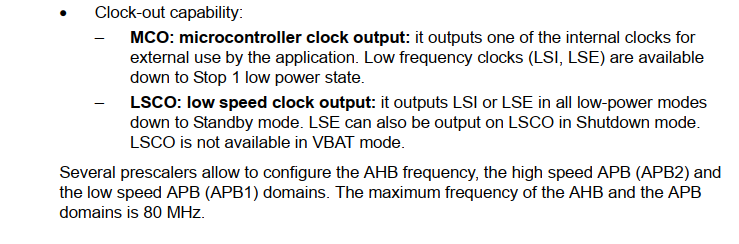 • Clock-out capability:
– MCO: microcontroller clock output: it outputs one of the internal clocks for
external use by the application. Low frequency clocks (LSI, LSE) are available
down to Stop 1 low power state.
– LSCO: low speed clock output: it outputs LSI or LSE in all low-power modes
down to Standby mode. LSE can also be output on LSCO in Shutdown mode.
LSCO is not available in VBAT mode.
Several prescalers allow to configure the AHB frequency, the high speed APB (APB2) and
the low speed APB (APB1) domains. The maximum frequency of the AHB and the APB
domains is 80 MHz.